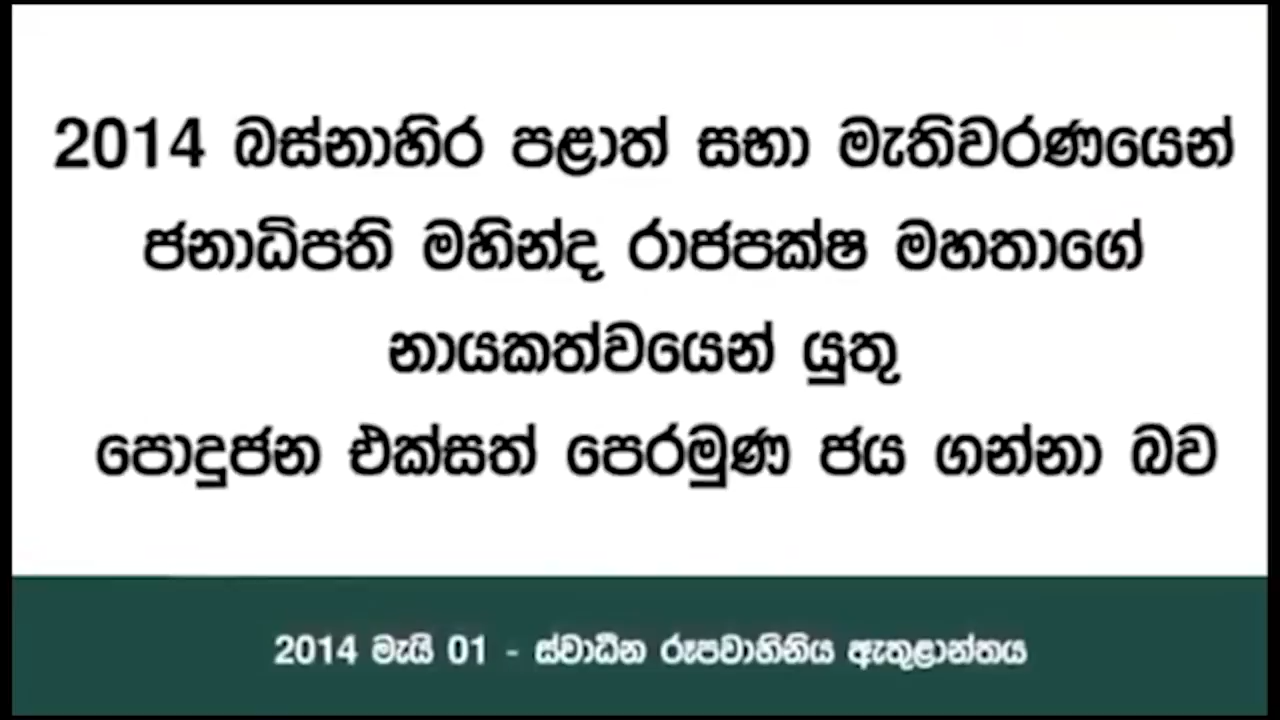 2014 බස්නාහිර පළාත් සභා මැතිවරණයෙන්
ජනාධිපති මහින්ද රාජපක්ෂ මහතාගේ
නායකත්වයෙන් යුතු
පොදුජන එක්සත් පෙරමුණ ජය ගන්නා බව
2014 මැයි 01 - ස්වාධීන රූපවාහිනිය ඇතුළාන්තය